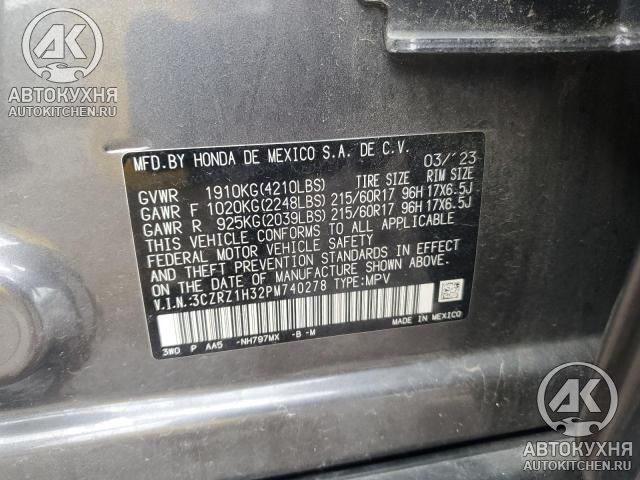 AK
АВТОКУХНЯ
AUTOKITCHEN.RU
MFD.BY HONDA DE MEXICO S.A. DE C.V. 03/'23
GVWR 1910KG(4210LBS) TIRE SIZE RIM SIZE
GAWR F 1020KG(2248LBS) 215/60R17 96H 17X6.5J
GAWR R 925KG(2039LBS) 215/60R17 96H 17X6.5J
THIS VEHICLE CONFORMS TO ALL APPLICABLE
FEDERAL MOTOR VEHICLE SAFETY
AND THEFT PREVENTION STANDARDS IN EFFECT
ON THE DATE OF MANUFACTURE SHOWN ABOVE.
V.I.N.:3CZRZ1H32PM740278 TYPE:MPV
3W0 P AA5 -NH797MX -B -M
MADE IN MEXICO
AK
АВТОКУХНЯ
AUTOKITCHEN.RU